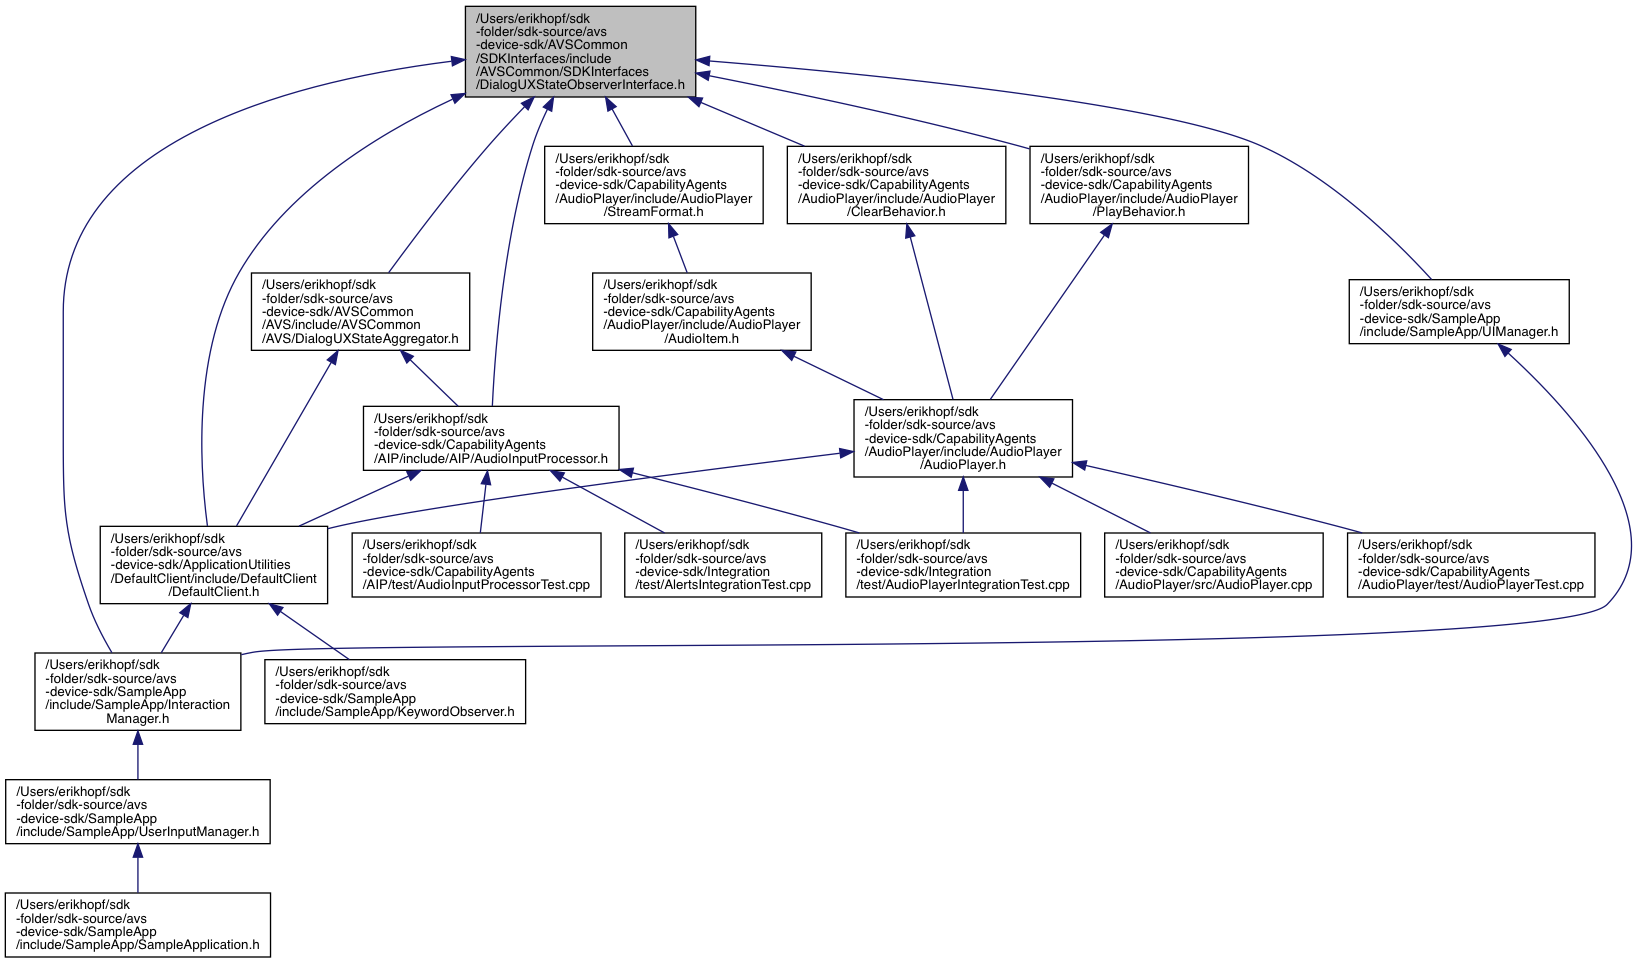 /Users/erikhopf/sdk
-folder/sdk-source/avs
-device-sdk/AVSCommon
/SDKInterfaces/include
/AVSCommon/SDKInterfaces
/DialogUXStateObserverInterface.h
/Users/erikhopf/sdk
-folder/sdk-source/avs
-device-sdk/CapabilityAgents
/AudioPlayer/include/AudioPlayer
/StreamFormat.h
/Users/erikhopf/sdk
-folder/sdk-source/avs
-device-sdk/CapabilityAgents
/AudioPlayer/include/AudioPlayer
/ClearBehavior.h
/Users/erikhopf/sdk
-folder/sdk-source/avs
-device-sdk/CapabilityAgents
/AudioPlayer/include/AudioPlayer
/PlayBehavior.h
/Users/erikhopf/sdk
-folder/sdk-source/avs
-device-sdk/AVSCommon
/AVS/include/AVSCommon
/AVS/DialogUXStateAggregator.h
/Users/erikhopf/sdk
-folder/sdk-source/avs
-device-sdk/CapabilityAgents
/AudioPlayer/include/AudioPlayer
/AudioItem.h
/Users/erikhopf/sdk
-folder/sdk-source/avs
-device-sdk/SampleApp
/include/SampleApp/UIManager.h
/Users/erikhopf/sdk
-folder/sdk-source/avs
-device-sdk/CapabilityAgents
/AIP/include/AIP/AudioInputProcessor.h
/Users/erikhopf/sdk
-folder/sdk-source/avs
-device-sdk/CapabilityAgents
/AudioPlayer/include/AudioPlayer
/AudioPlayer.h
/Users/erikhopf/sdk
-folder/sdk-source/avs
-device-sdk/ApplicationUtilities
/DefaultClient/include/DefaultClient
/DefaultClient.h
/Users/erikhopf/sdk
-folder/sdk-source/avs
-device-sdk/CapabilityAgents
/AIP/test/AudioInputProcessorTest.cpp
/Users/erikhopf/sdk
-folder/sdk-source/avs
-device-sdk/Integration
/test/AlertsIntegrationTest.cpp
/Users/erikhopf/sdk
-folder/sdk-source/avs
-device-sdk/Integration
/test/AudioPlayerIntegrationTest.cpp
/Users/erikhopf/sdk
-folder/sdk-source/avs
-device-sdk/CapabilityAgents
/AudioPlayer/src/AudioPlayer.cpp
/Users/erikhopf/sdk
-folder/sdk-source/avs
-device-sdk/CapabilityAgents
/AudioPlayer/test/AudioPlayerTest.cpp
/Users/erikhopf/sdk
-folder/sdk-source/avs
-device-sdk/SampleApp
/include/SampleApp/Interaction
Manager.h
/Users/erikhopf/sdk
-folder/sdk-source/avs
-device-sdk/SampleApp
/include/SampleApp/KeywordObserver.h
/Users/erikhopf/sdk
-folder/sdk-source/avs
-device-sdk/SampleApp
/include/SampleApp/UserInputManager.h
/Users/erikhopf/sdk
-folder/sdk-source/avs
-device-sdk/SampleApp
/include/SampleApp/SampleApplication.h